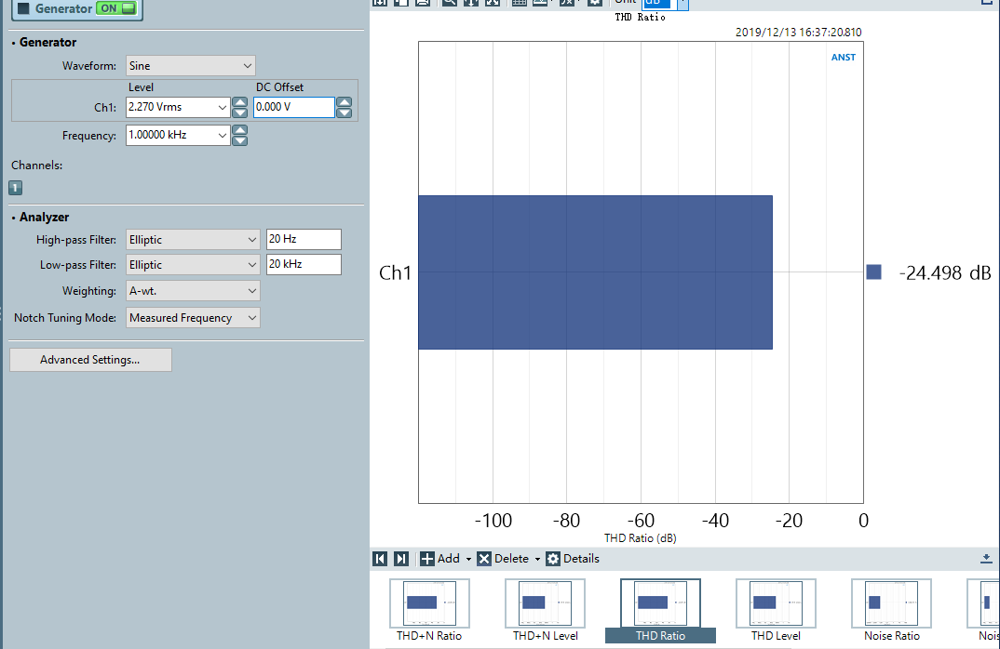 Generator ON
Unit dB
THD Ratio
2019/12/13 16:37:20.810
ANST
• Generator
Waveform: Sine
Level DC Offset
Ch1: 2.270 Vrms 0.000 V
Frequency: 1.00000 kHz
Channels:
1
• Analyzer
High-pass Filter: Elliptic 20 Hz
Low-pass Filter: Elliptic 20 kHz
Weighting: A-wt.
Notch Tuning Mode: Measured Frequency
Advanced Settings...
Ch1
-24.498 dB
-100 -80 -60 -40 -20 0
THD Ratio (dB)
Add Delete Details
THD+N Ratio THD+N Level THD Ratio THD Level Noise Ratio Nois